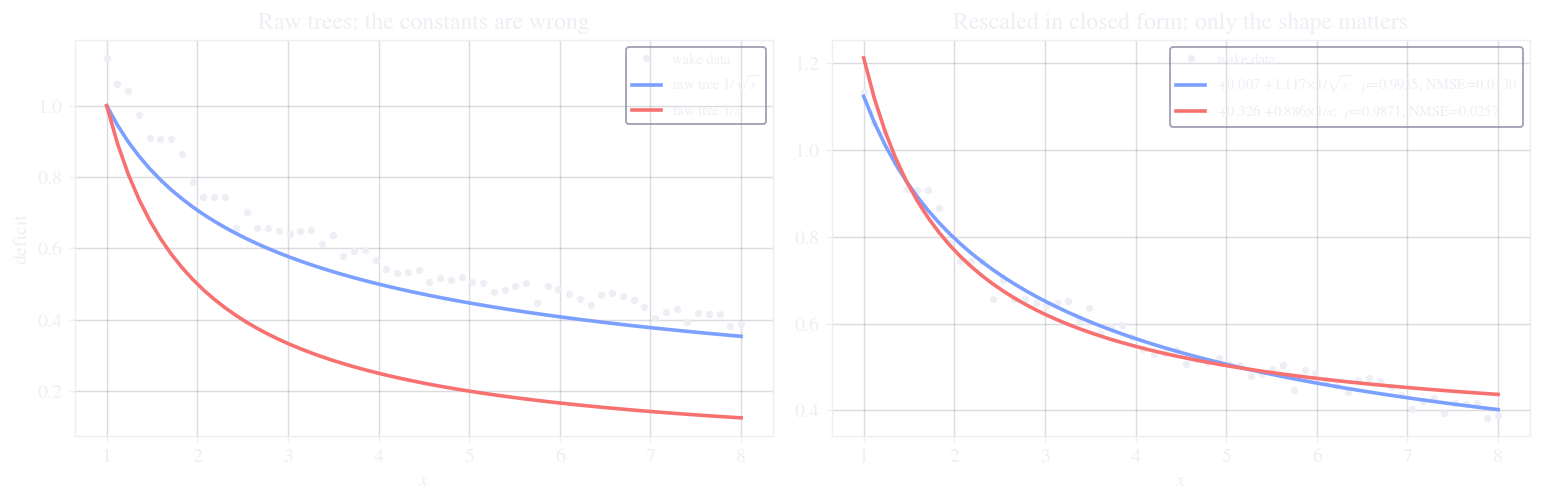 Raw trees: the constants are wrong
wake data
raw tree 1/√x
raw tree 1/x
deficit
1.0
0.8
0.6
0.4
0.2
1 2 3 4 5 6 7 8
x
Rescaled in closed form: only the shape matters
wake data
+0.007 +1.117×1/√x: ρ=0.9935, NMSE=0.0130
+0.326 +0.886×1/x: ρ=0.9871, NMSE=0.0257
1.2
1.0
0.8
0.6
0.4
1 2 3 4 5 6 7 8
x